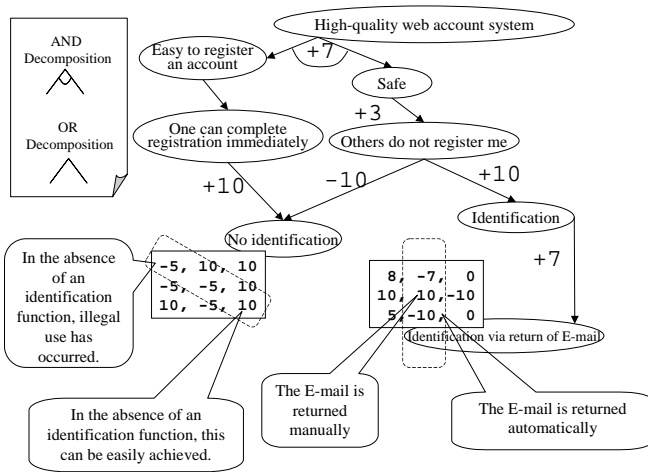 AND
Decomposition
OR
Decomposition
High-quality web account system
Easy to register
an account
+7
Safe
+3
One can complete
registration immediately
Others do not register me
+10
-10
+10
No identification
Identification
+7
In the absence
of an
identification
function, illegal
use has
occurred.
-5, 10, 10
-5, -5, 10
10, -5, 10
8, -7, 0
10, 10, -10
5, -10, 0
Identification via return of E-mail
In the absence of an
identification function, this
can be easily achieved.
The E-mail is
returned
manually
The E-mail is returned
automatically